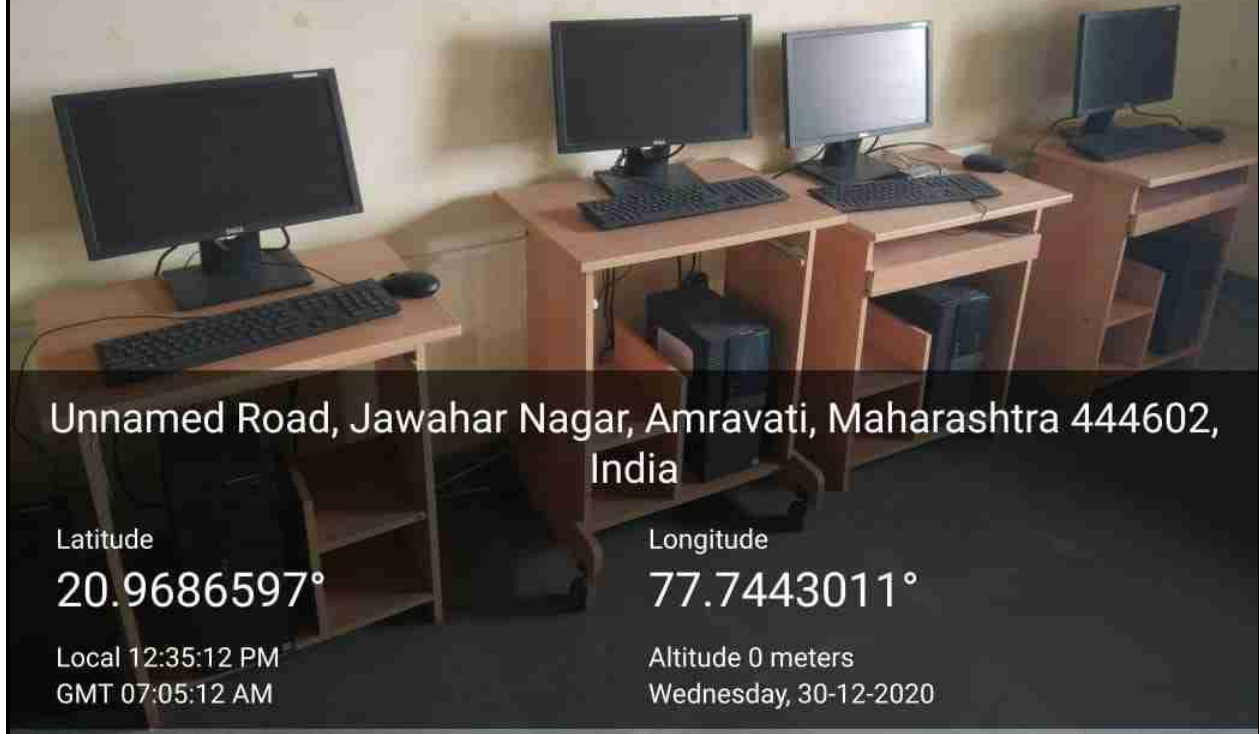 Unnamed Road, Jawahar Nagar, Amravati, Maharashtra 444602,
India
Latitude
20.9686597°
Longitude
77.7443011°
Local 12:35:12 PM
GMT 07:05:12 AM
Altitude 0 meters
Wednesday, 30-12-2020